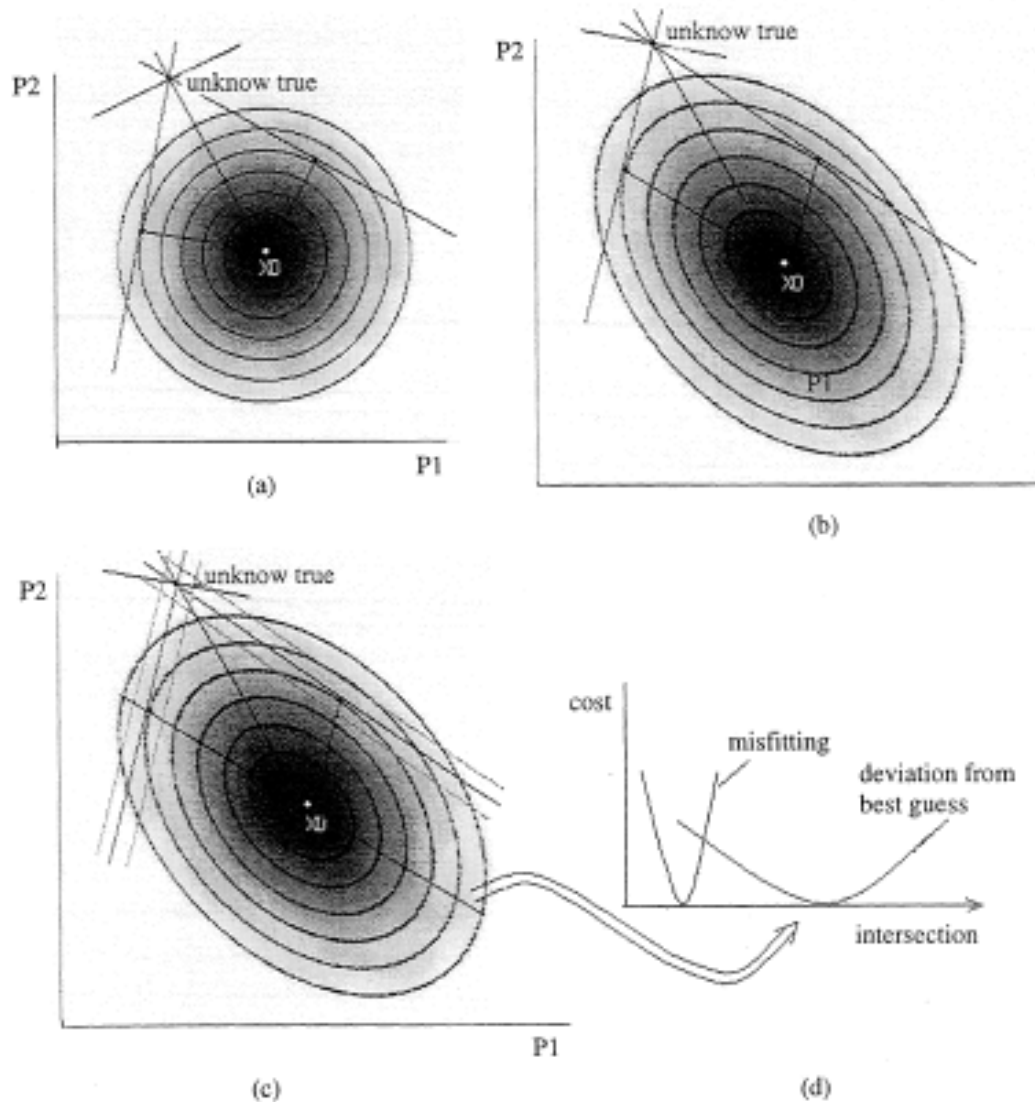 unknow true
P2
X0
P1
(a)
unknow true
P2
X0
P1
(b)
unknow true
P2
X0
P1
(c)
cost
misfitting
deviation from
best guess
intersection
(d)